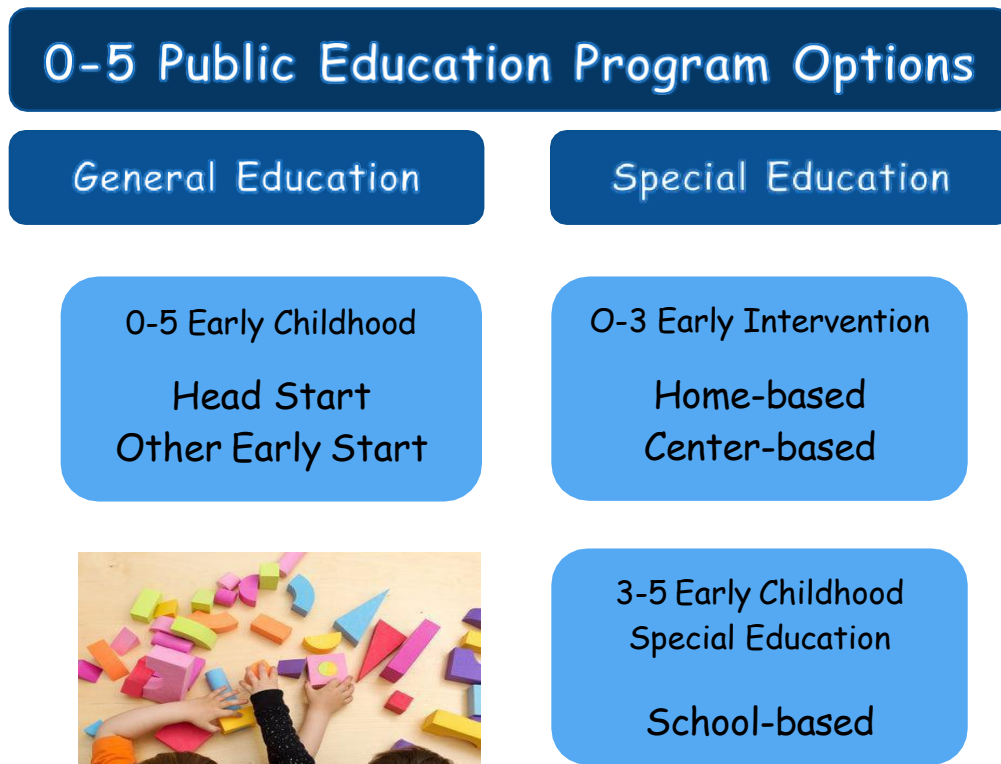 0-5 Public Education Program Options
General Education
Special Education
0-5 Early Childhood
Head Start
Other Early Start
O-3 Early Intervention
Home-based
Center-based
3-5 Early Childhood
Special Education
School-based